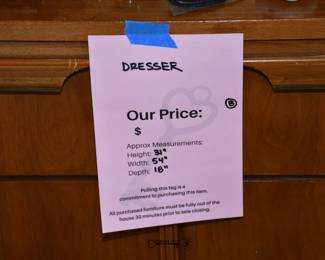 DRESSER
Our Price:
$
B
Approx Measurements:
Height: 31"
Width: 54"
Depth: 18"
Pulling this tag is a
commitment to purchasing this item.
All purchased furniture must be fully out of the
house 30 minutes prior to sale closing.